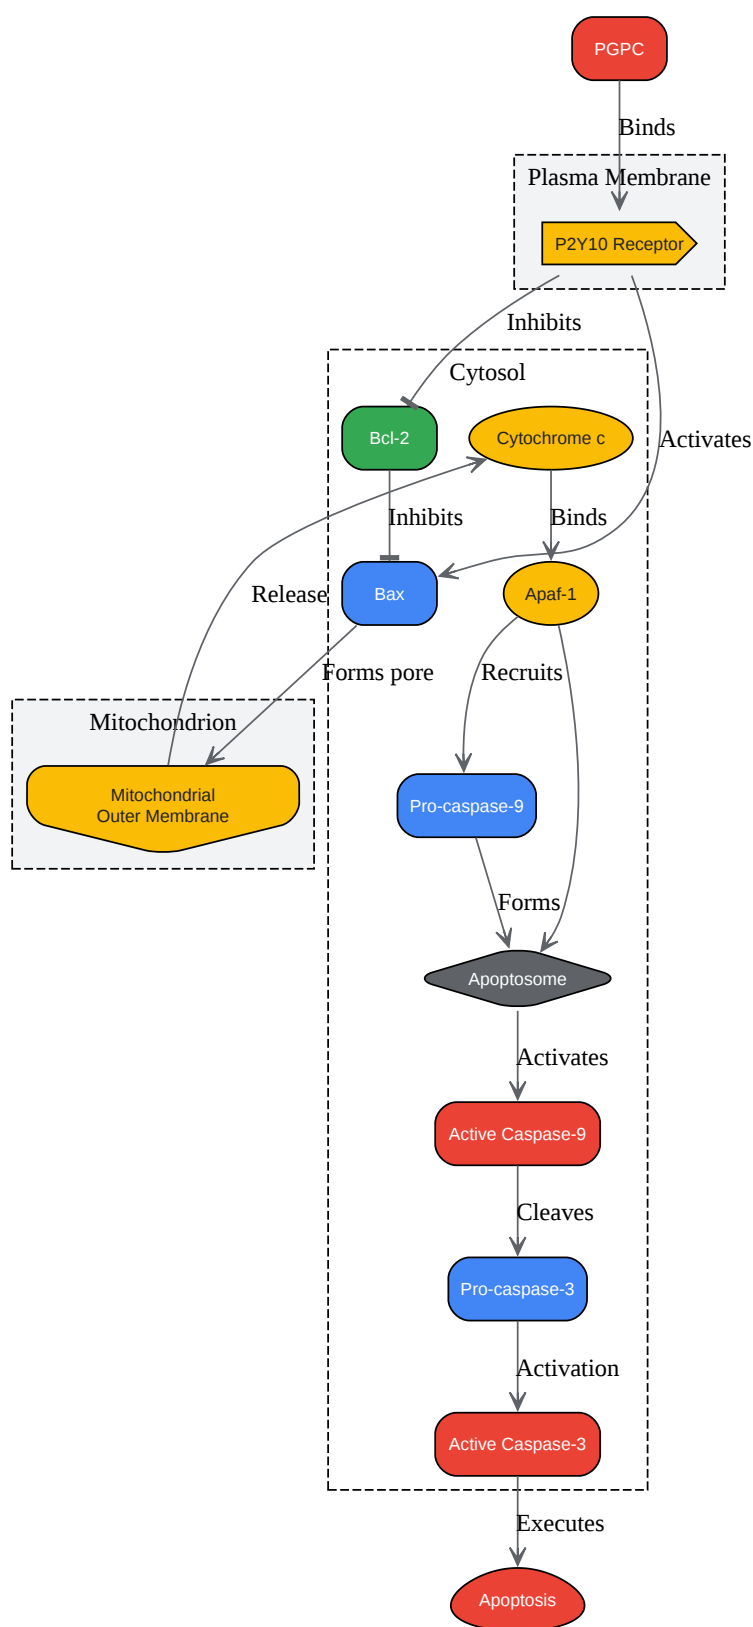 PGPC
Binds
Plasma Membrane
P2Y10 Receptor
Inhibits
Cytosol
Bcl-2
Cytochrome c
Activates
Inhibits
Binds
Release
Bax
Apaf-1
Forms pore
Recruits
Mitochondrion
Mitochondrial
Outer Membrane
Pro-caspase-9
Forms
Apoptosome
Activates
Active Caspase-9
Cleaves
Pro-caspase-3
Activation
Active Caspase-3
Executes
Apoptosis